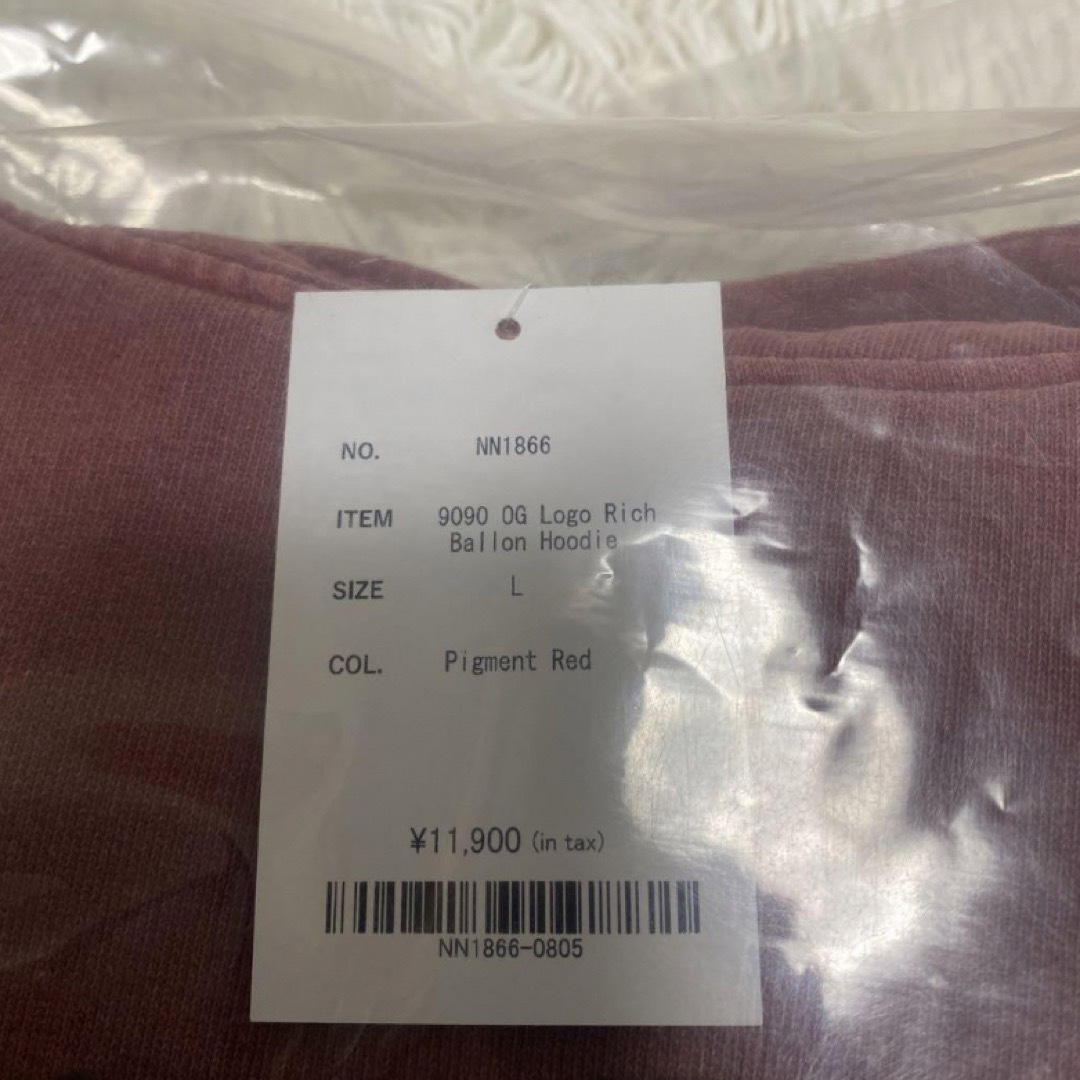 NO. NN1866
ITEM 9090 OG Logo Rich
Ballon Hoodie
SIZE L
COL. Pigment Red
¥11,900 (in tax)
NN1866-0805